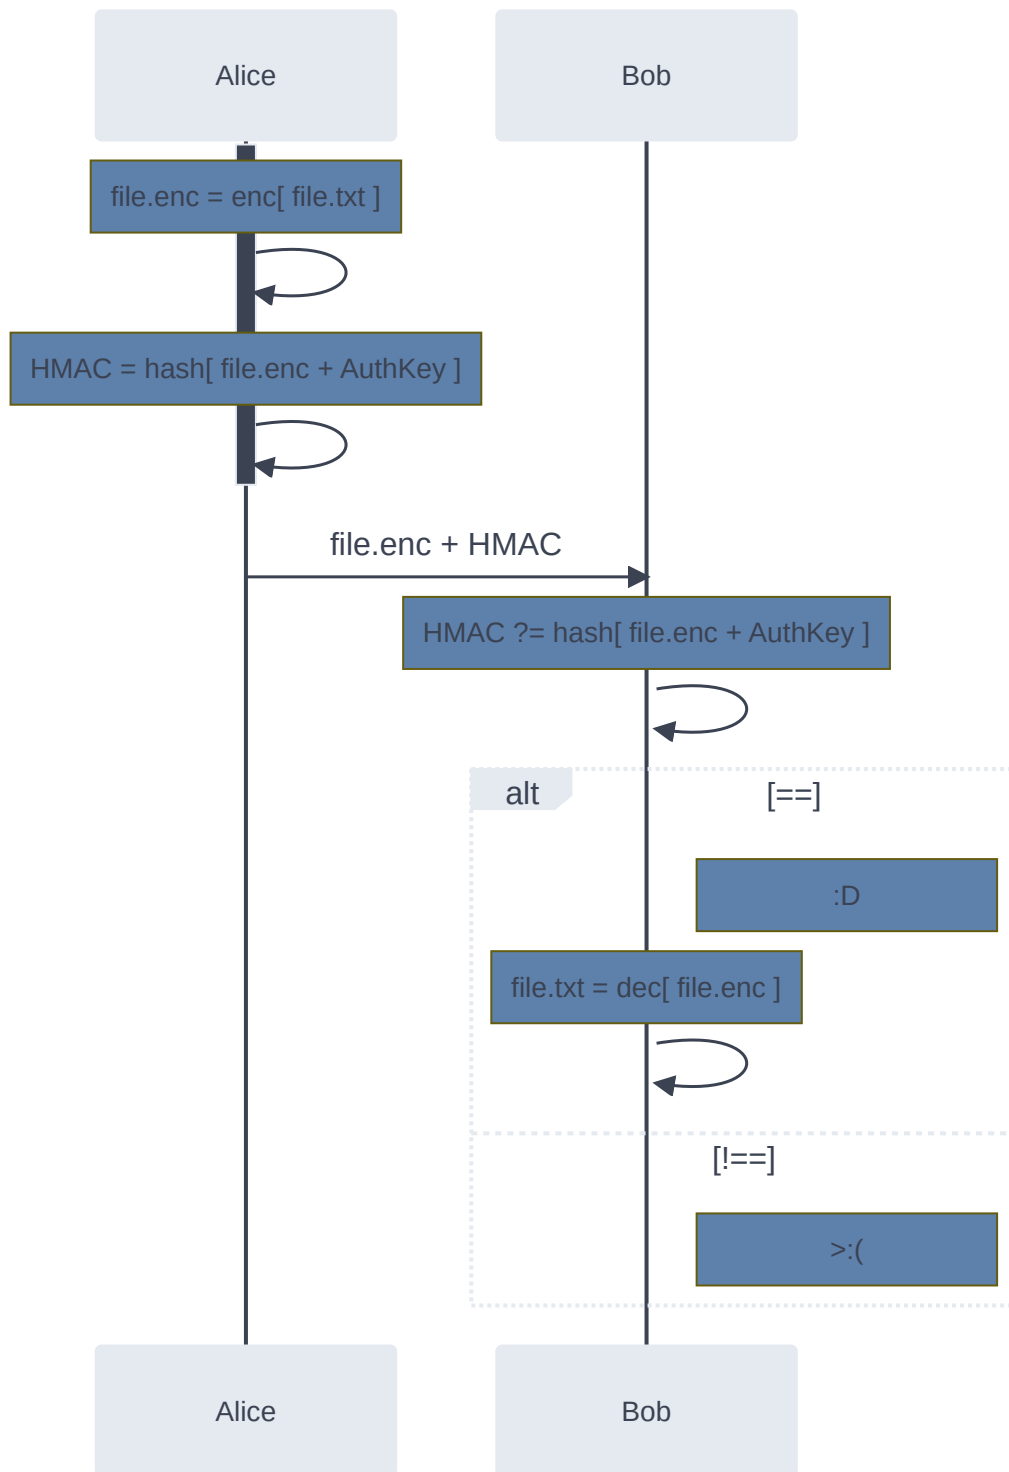 Alice
Bob
file.enc = enc[ file.txt ]
HMAC = hash[ file.enc + AuthKey ]
file.enc + HMAC
HMAC ?= hash[ file.enc + AuthKey ]
alt
[==]
:D
file.txt = dec[ file.enc ]
[!==]
>:(
Alice
Bob